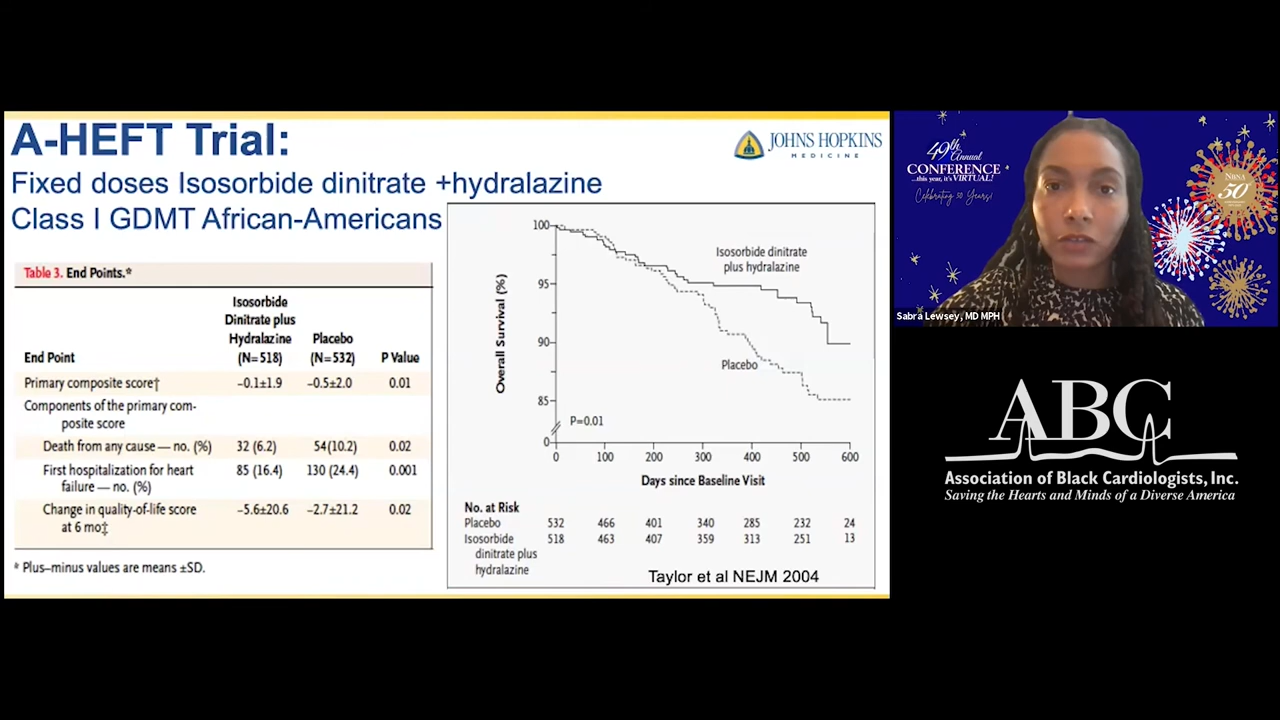 A-HEFT Trial:
Fixed doses Isosorbide dinitrate +hydralazine
Class I GDMT African-Americans
JOHNS HOPKINS
MEDICINE
Table 3. End Points.*
End Point
Isosorbide
Dinitrate plus
Hydralazine
(N=518)
Placebo
(N=532)
P Value
Primary composite score† –0.1±1.9 –0.5±2.0 0.01
Components of the primary com-
posite score
Death from any cause — no. (%) 32 (6.2) 54(10.2) 0.02
First hospitalization for heart 85 (16.4) 130 (24.4) 0.001
failure — no. (%)
Change in quality-of-life score –5.6±20.6 –2.7±21.2 0.02
at 6 mo‡
* Plus–minus values are means ±SD.
Overall Survival (%)
100
95
90
85
0
Isosorbide dinitrate
plus hydralazine
Placebo
P=0.01
0 100 200 300 400 500 600
Days since Baseline Visit
No. at Risk
Placebo 532 466 401 340 285 232 24
Isosorbide 518 463 407 359 313 251 13
dinitrate plus
hydralazine
Taylor et al NEJM 2004
49th Annual
CONFERENCE
...this year, it's VIRTUAL!
Celebrating 50 Years!
NBNA
50
Sabra Lewsey, MD MPH
ABC
Association of Black Cardiologists, Inc.
Saving the Hearts and Minds of a Diverse America